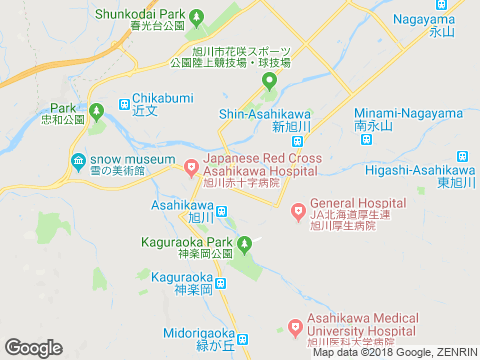 Shunkodai Park
春光台公園
Nagayama
永山
旭川市花咲スポーツ
公園陸上競技場・球技場
Chikabumi
近文
Park
忠和公園
Shin-Asahikawa
新旭川
Minami-Nagayama
南永山
snow museum
雪の美術館
Japanese Red Cross
Asahikawa Hospital
旭川赤十字病院
Higashi-Asahikawa
東旭川
Asahikawa
旭川
General Hospital
JA北海道厚生連
旭川厚生病院
Kaguraoka Park
神楽岡公園
Kaguraoka
神楽岡
Asahikawa Medical
University Hospital
旭川医科大学病院
Midorigaoka
緑が丘
Google
Map data ©2018 Google, ZENRIN